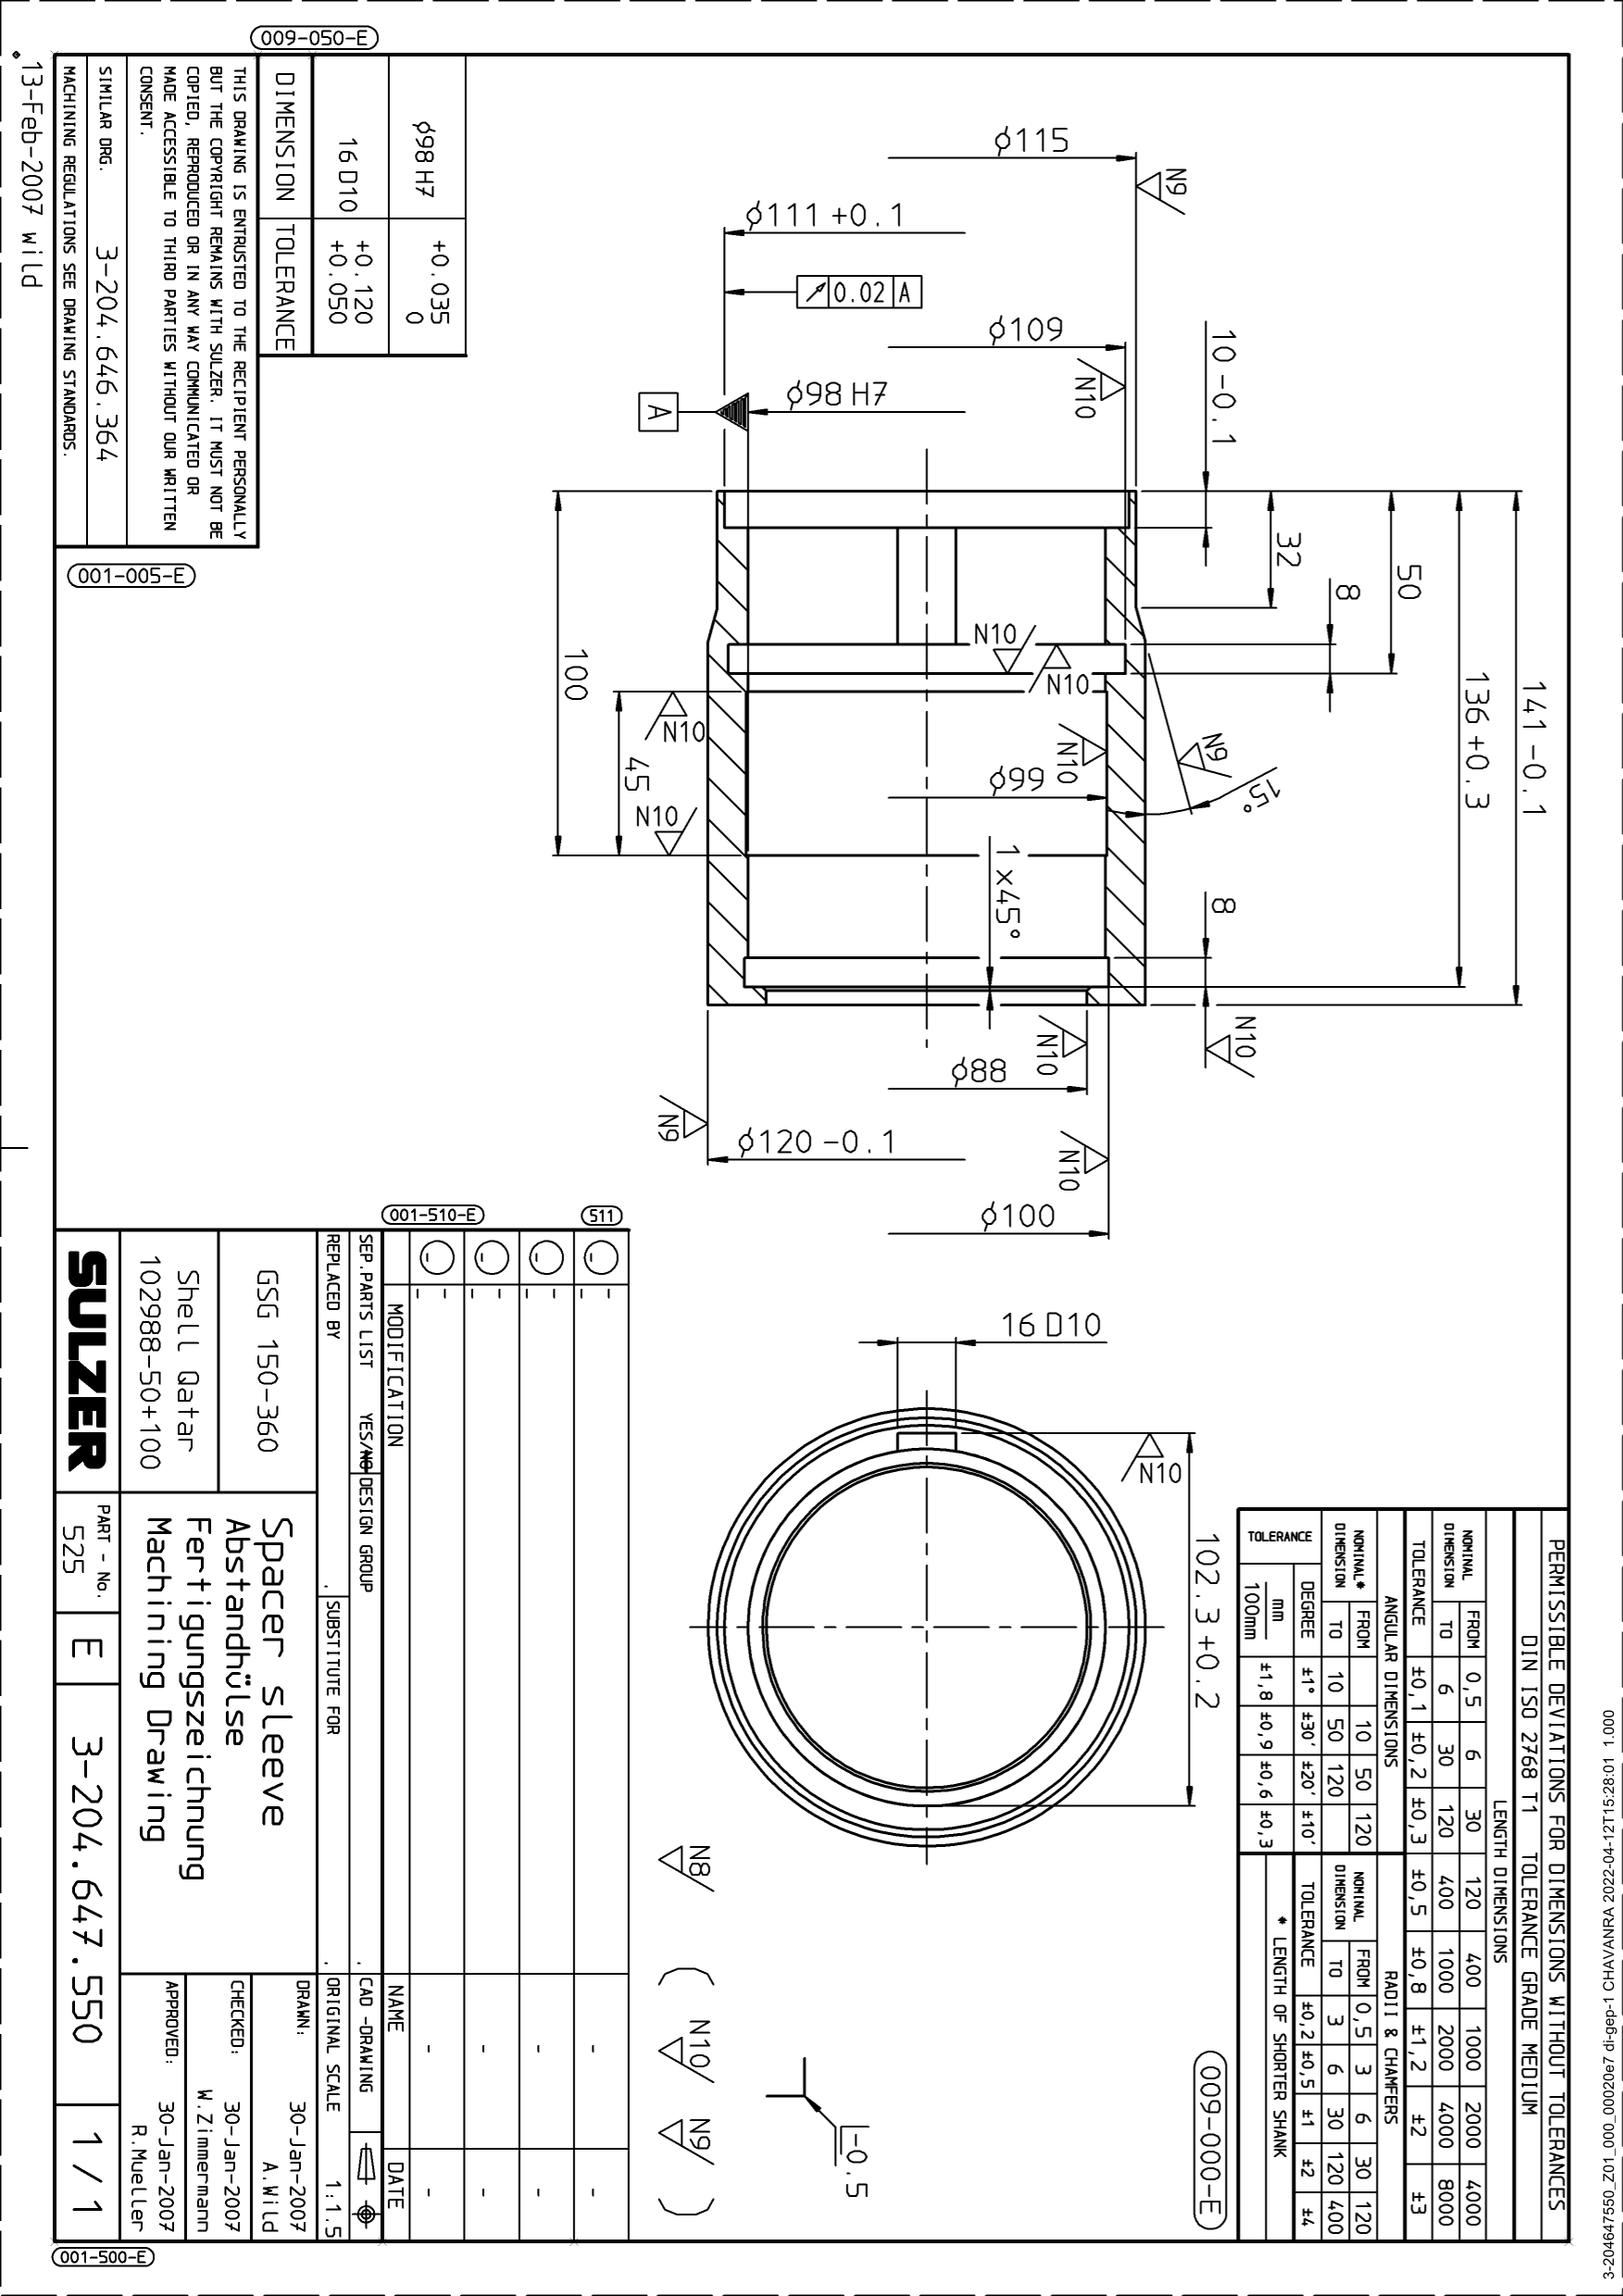 009-050-E
DIMENSION TOLERANCE
φ98 H7 +0.035 0
16 D10 +0.120 +0.050
THIS DRAWING IS ENTRUSTED TO THE RECIPIENT PERSONALLY
BUT THE COPYRIGHT REMAINS WITH SULZER. IT MUST NOT BE
COPIED, REPRODUCED OR IN ANY WAY COMMUNICATED OR
MADE ACCESSIBLE TO THIRD PARTIES WITHOUT OUR WRITTEN
CONSENT.
SIMILAR DRG. 3-204.646.364
MACHINING REGULATIONS SEE DRAWING STANDARDS.
13-Feb-2007 wild
001-005-E
φ115
N9
φ111 +0.1
0.02 A
φ109
N10
φ98 H7
A
10 -0.1
32
8
50
136 +0.3
141 -0.1
N10
N10
100
N10
45
N10
N10
φ99
N9
15°
1 x45°
8
N10
N10
φ88
N9
φ120 -0.1
N10
φ100
16 D10
N10
102.3 +0.2
N8 ( N10 N9 )
-0.5
009-000-E
PERMISSIBLE DEVIATIONS FOR DIMENSIONS WITHOUT TOLERANCES
DIN ISO 2768 T1 TOLERANCE GRADE MEDIUM
LENGTH DIMENSIONS
NOMINAL DIMENSION
FROM 0,5 6 30 120 400 1000 2000 4000
TO 6 30 120 400 1000 2000 4000 8000
TOLERANCE ±0,1 ±0,2 ±0,3 ±0,5 ±0,8 ±1,2 ±2 ±3
ANGULAR DIMENSIONS
NOMINAL* DIMENSION
FROM 10 50 120
TO 10 50 120
TOLERANCE
DEGREE ±1° ±30' ±20' ±10'
mm 100mm ±1,8 ±0,9 ±0,6 ±0,3
RADII & CHAMFERS
NOMINAL DIMENSION
FROM 0,5 3 6 30 120
TO 3 6 30 120 400
TOLERANCE ±0,2 ±0,5 ±1 ±2 ±4
* LENGTH OF SHORTER SHANK
001-510-E
511
MODIFICATION NAME DATE
SEP.PARTS LIST YES/NO DESIGN GROUP . CAD -DRAWING
REPLACED BY . SUBSTITUTE FOR . ORIGINAL SCALE 1:1.5
GSG 150-360
Shell Qatar
102988-50+100
Spacer sleeve
Abstandhülse
Fertigungszeichnung
Machining Drawing
DRAWN: 30-Jan-2007
A.Wild
CHECKED: 30-Jan-2007
W.Zimmermann
APPROVED: 30-Jan-2007
R.Mueller
SULZER
PART - No.
525
E
3-204.647.550
1 / 1
001-500-E
3-204647550_Z01_000_00020e7 di-gep-1 CHAVANRA 2022-04-12T15:28:01 1.000